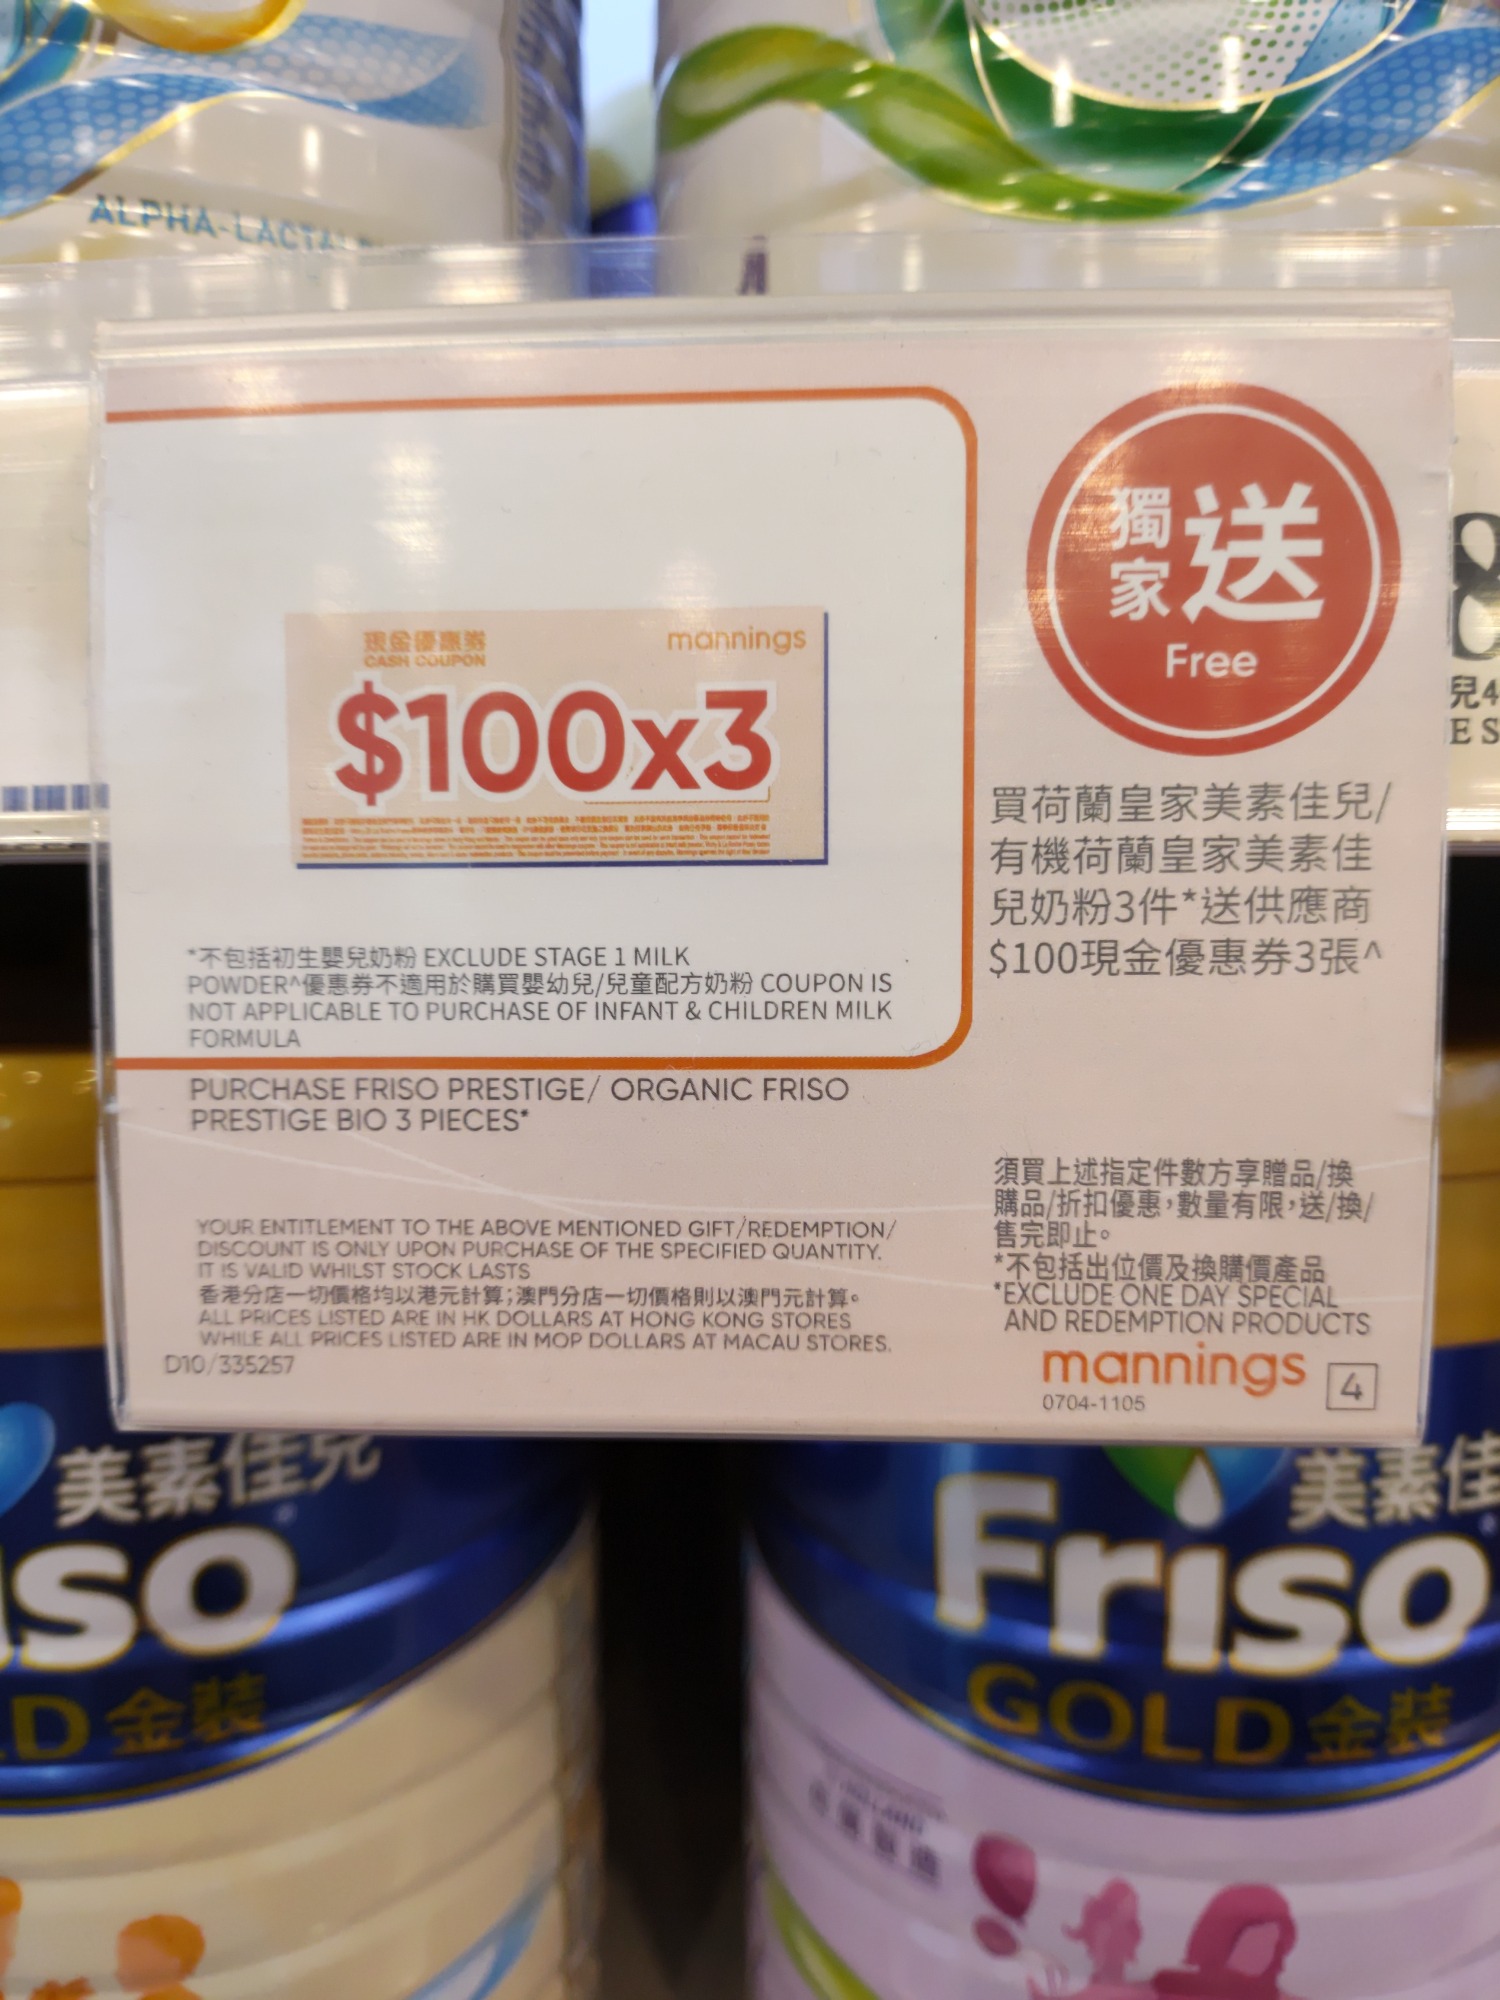 ALPHA-LACTA
獨家送
Free
現金優惠券
CASH COUPON
mannings
$100x3
買荷蘭皇家美素佳兒/
有機荷蘭皇家美素佳
兒奶粉3件*送供應商
$100現金優惠券3張^
*不包括初生嬰兒奶粉 EXCLUDE STAGE 1 MILK
POWDER^優惠券不適用於購買嬰幼兒/兒童配方奶粉 COUPON IS
NOT APPLICABLE TO PURCHASE OF INFANT & CHILDREN MILK
FORMULA
PURCHASE FRISO PRESTIGE/ ORGANIC FRISO
PRESTIGE BIO 3 PIECES*
YOUR ENTITLEMENT TO THE ABOVE MENTIONED GIFT/REDEMPTION/
DISCOUNT IS ONLY UPON PURCHASE OF THE SPECIFIED QUANTITY.
IT IS VALID WHILST STOCK LASTS
香港分店一切價格均以港元計算;澳門分店一切價格則以澳門元計算。
ALL PRICES LISTED ARE IN HK DOLLARS AT HONG KONG STORES
WHILE ALL PRICES LISTED ARE IN MOP DOLLARS AT MACAU STORES.
D10/335257
須買上述指定件數方享贈品/換
購品/折扣優惠,數量有限,送/換/
售完即止。
*不包括出位價及換購價產品
*EXCLUDE ONE DAY SPECIAL
AND REDEMPTION PRODUCTS
mannings 4
0704-1105
兒4
E S
美素佳兒
iso
LD 金裝
美素佳
Friso
GOLD 金裝